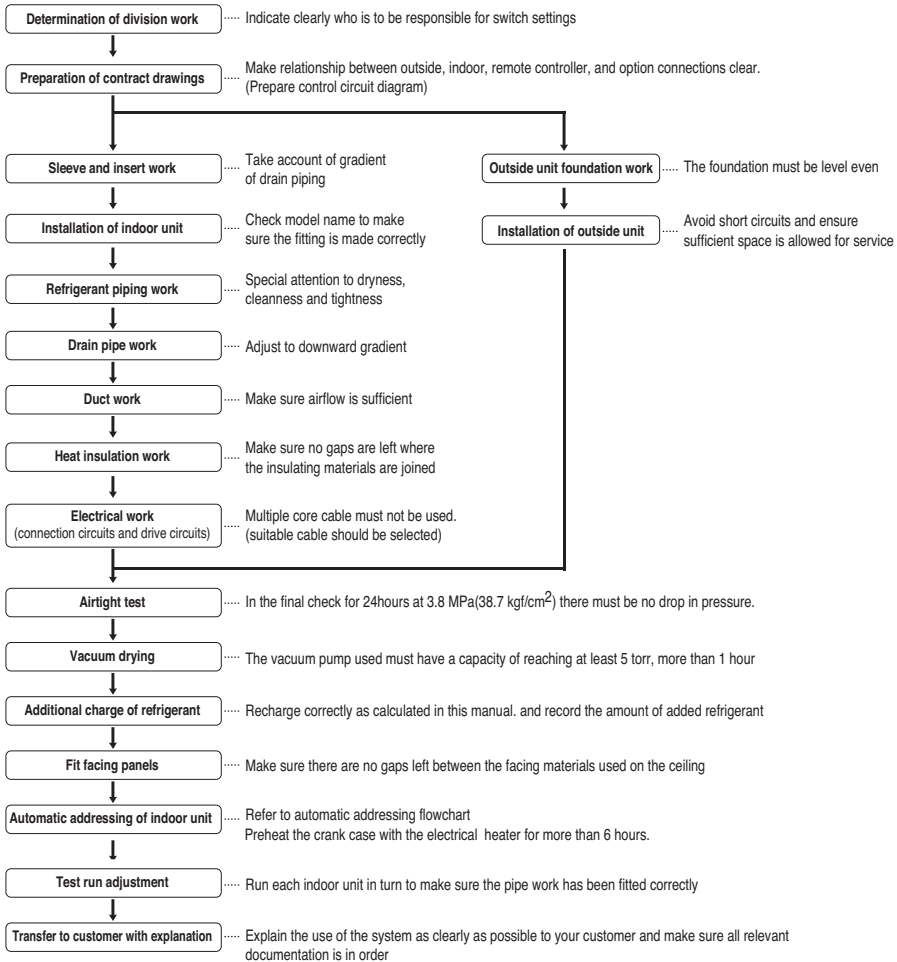 Determination of division work
Indicate clearly who is to be responsible for switch settings
Preparation of contract drawings
Make relationship between outside, indoor, remote controller, and option connections clear.
(Prepare control circuit diagram)
Sleeve and insert work
Take account of gradient
of drain piping
Outside unit foundation work
The foundation must be level even
Installation of indoor unit
Check model name to make
sure the fitting is made correctly
Installation of outside unit
Avoid short circuits and ensure
sufficient space is allowed for service
Refrigerant piping work
Special attention to dryness,
cleanness and tightness
Drain pipe work
Adjust to downward gradient
Duct work
Make sure airflow is sufficient
Heat insulation work
Make sure no gaps are left where
the insulating materials are joined
Electrical work
(connection circuits and drive circuits)
Multiple core cable must not be used.
(suitable cable should be selected)
Airtight test
In the final check for 24hours at 3.8 MPa(38.7 kgf/cm2) there must be no drop in pressure.
Vacuum drying
The vacuum pump used must have a capacity of reaching at least 5 torr, more than 1 hour
Additional charge of refrigerant
Recharge correctly as calculated in this manual. and record the amount of added refrigerant
Fit facing panels
Make sure there are no gaps left between the facing materials used on the ceiling
Automatic addressing of indoor unit
Refer to automatic addressing flowchart
Preheat the crank case with the electrical heater for more than 6 hours.
Test run adjustment
Run each indoor unit in turn to make sure the pipe work has been fitted correctly
Transfer to customer with explanation
Explain the use of the system as clearly as possible to your customer and make sure all relevant
documentation is in order